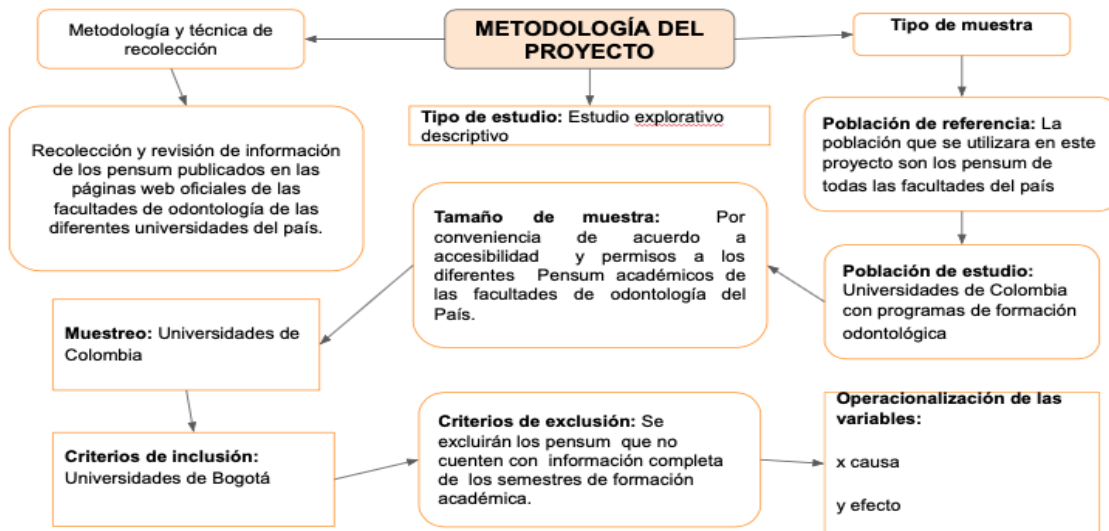 METODOLOGÍA DEL
PROYECTO
Metodología y técnica de
recolección
Recolección y revisión de información
de los pensum publicados en las
páginas web oficiales de las
facultades de odontología de las
diferentes universidades del país.
Tipo de estudio: Estudio explorativo
descriptivo
Tipo de muestra
Población de referencia: La
población que se utilizara en este
proyecto son los pensum de
todas las facultades del país
Población de estudio:
Universidades de Colombia
con programas de formación
odontológica
Tamaño de muestra: Por
conveniencia de acuerdo a
accesibilidad y permisos a los
diferentes Pensum académicos de
las facultades de odontología del
País.
Muestreo: Universidades de
Colombia
Criterios de inclusión:
Universidades de Bogotá
Criterios de exclusión: Se
excluirán los pensum que no
cuenten con información completa
de los semestres de formación
académica.
Operacionalización de las
variables:
x causa
y efecto